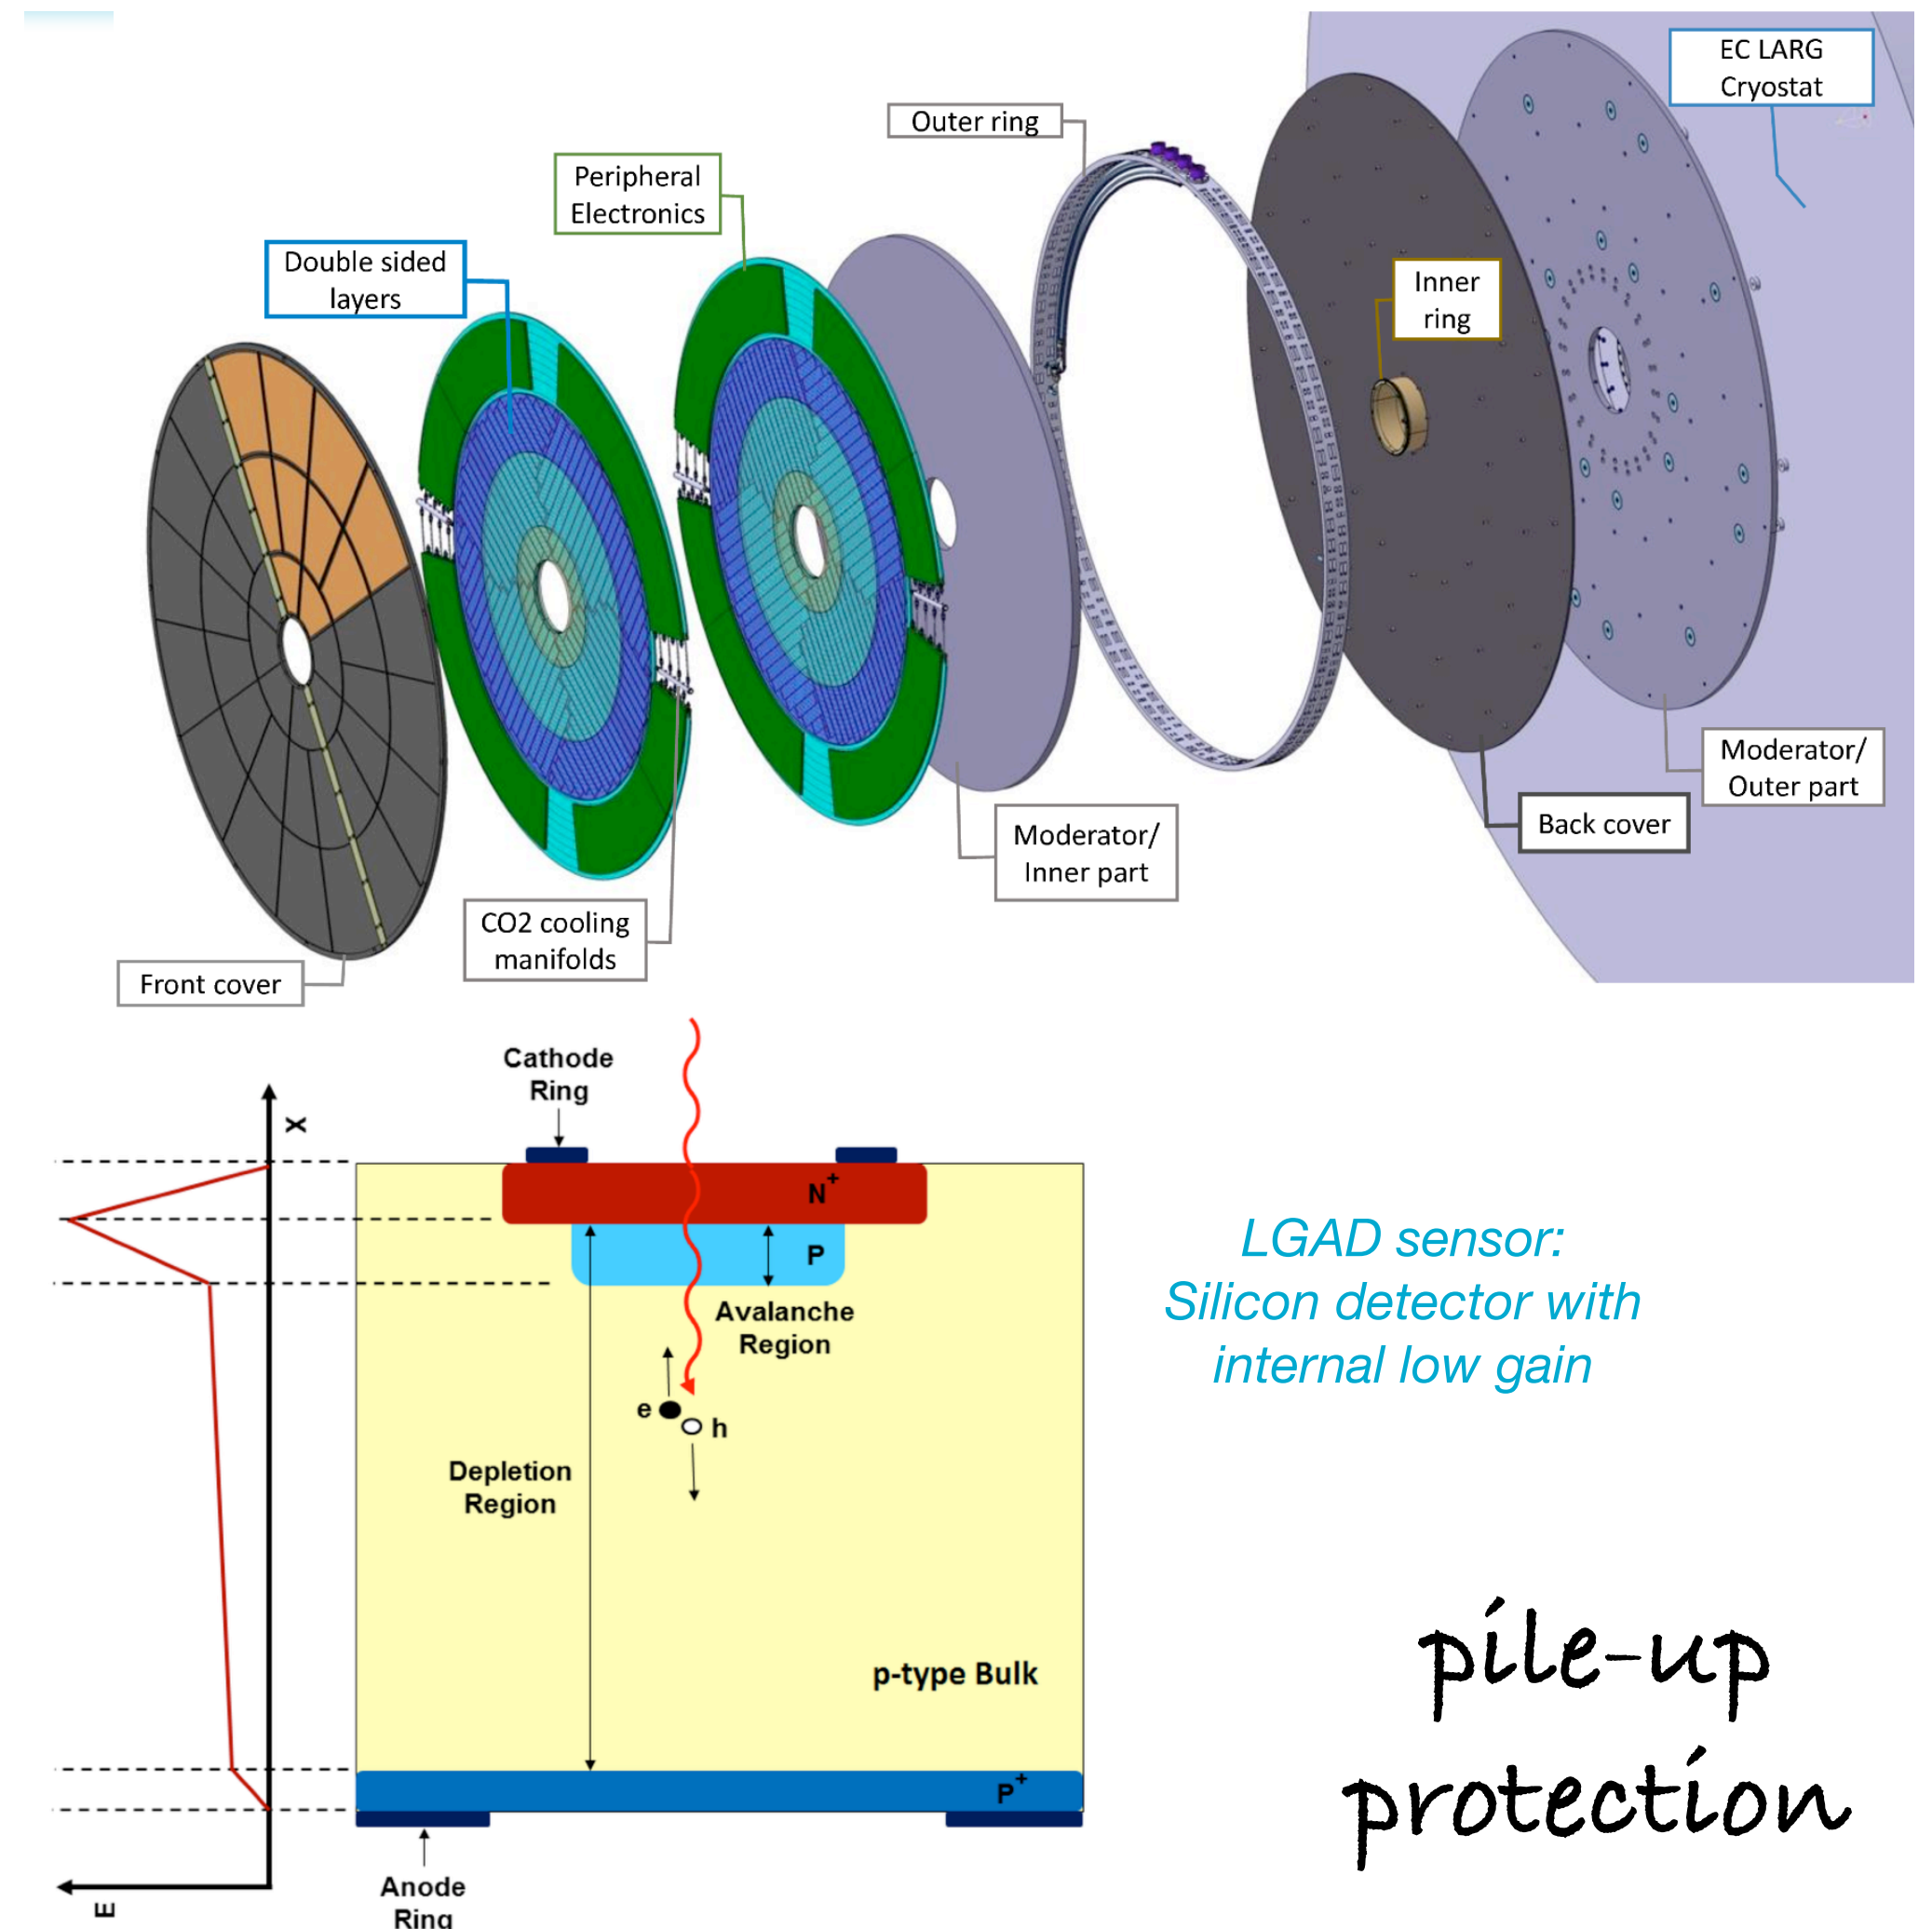 EC LARG
Cryostat
Outer ring
Peripheral
Electronics
Double sided
layers
Inner
ring
Moderator/
Outer part
Back cover
Moderator/
Inner part
CO2 cooling
manifolds
Front cover
Cathode
Ring
X
N+
P
Avalanche
Region
e
h
Depletion
Region
p-type Bulk
P+
Anode
Ring
E
LGAD sensor:
Silicon detector with
internal low gain
pile-up
protection